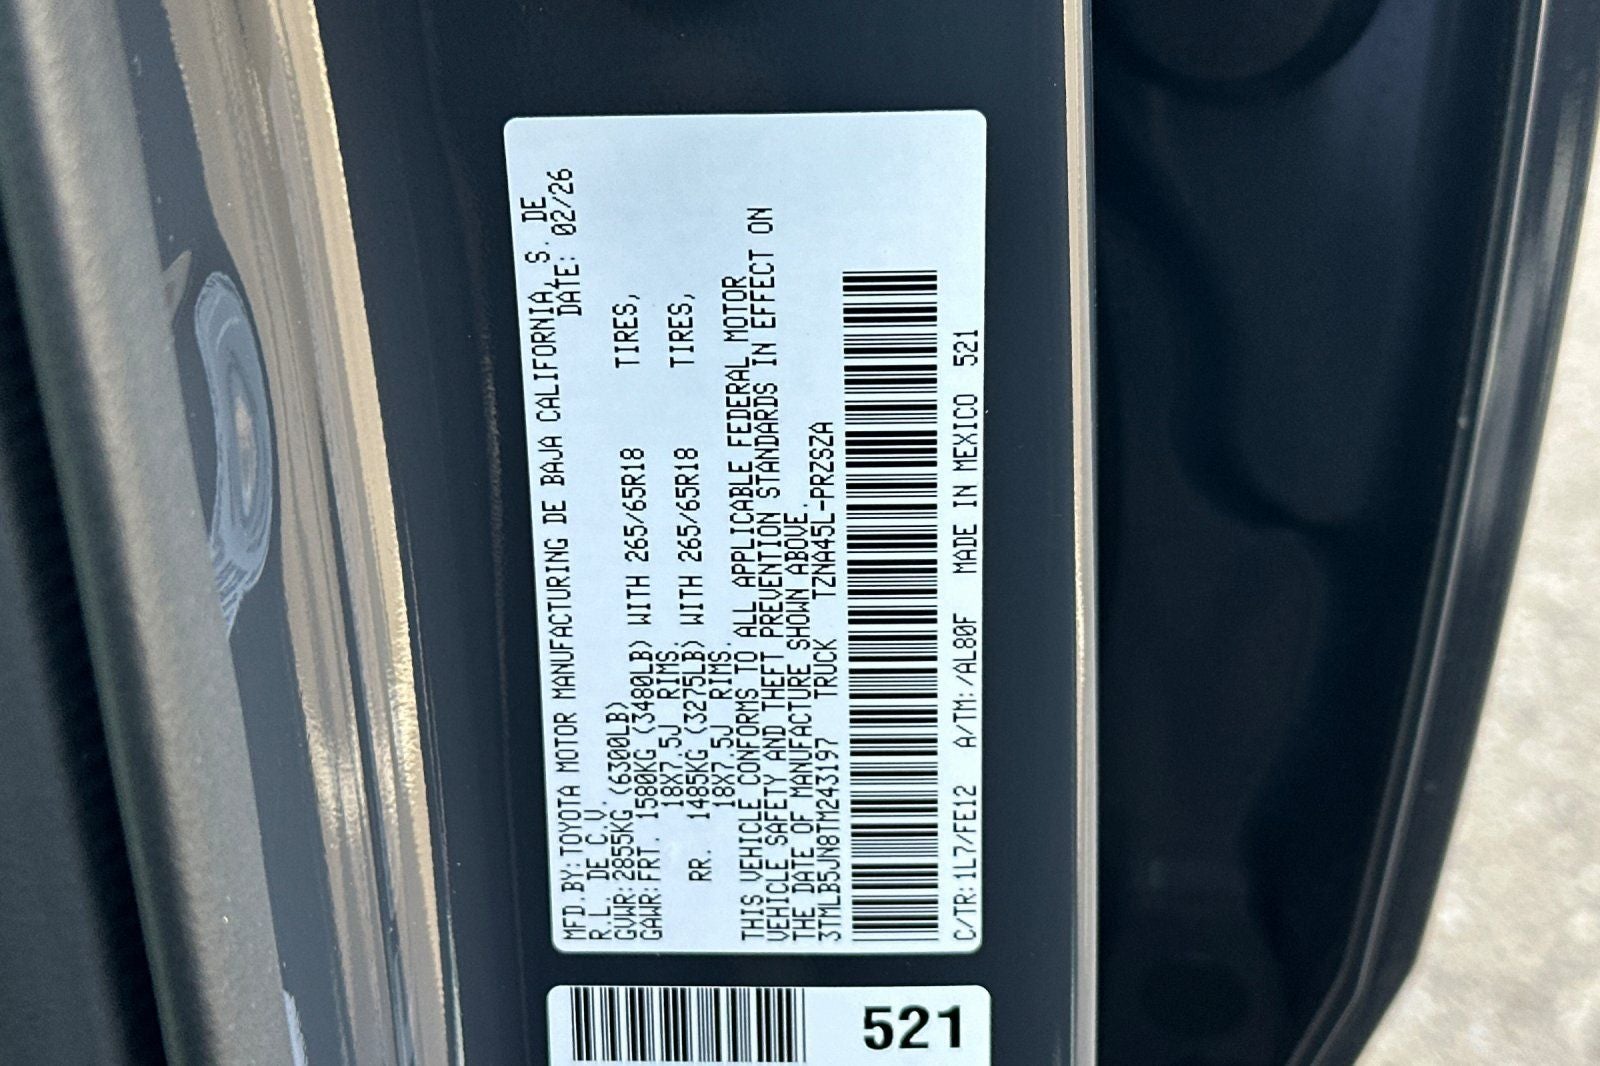 MFD.BY:TOYOTA MOTOR MANUFACTURING DE BAJA CALIFORNIA, S. DE
R.L. DE C.V. DATE: 02/26
GVWR:2855KG (6300LB)
GAWR:FRT. 1580KG (3480LB) WITH 265/65R18 TIRES,
18X7.5J RIMS.
RR. 1485KG (3275LB) WITH 265/65R18 TIRES,
18X7.5J RIMS.
THIS VEHICLE CONFORMS TO ALL APPLICABLE FEDERAL MOTOR
VEHICLE SAFETY AND THEFT PREVENTION STANDARDS IN EFFECT ON
THE DATE OF MANUFACTURE SHOWN ABOVE.
3TMLB5JN8TM243197 TRUCK TZNA45L-PRZSZA
C/TR:1L7/FE12 A/TM:/AL80F MADE IN MEXICO 521
521